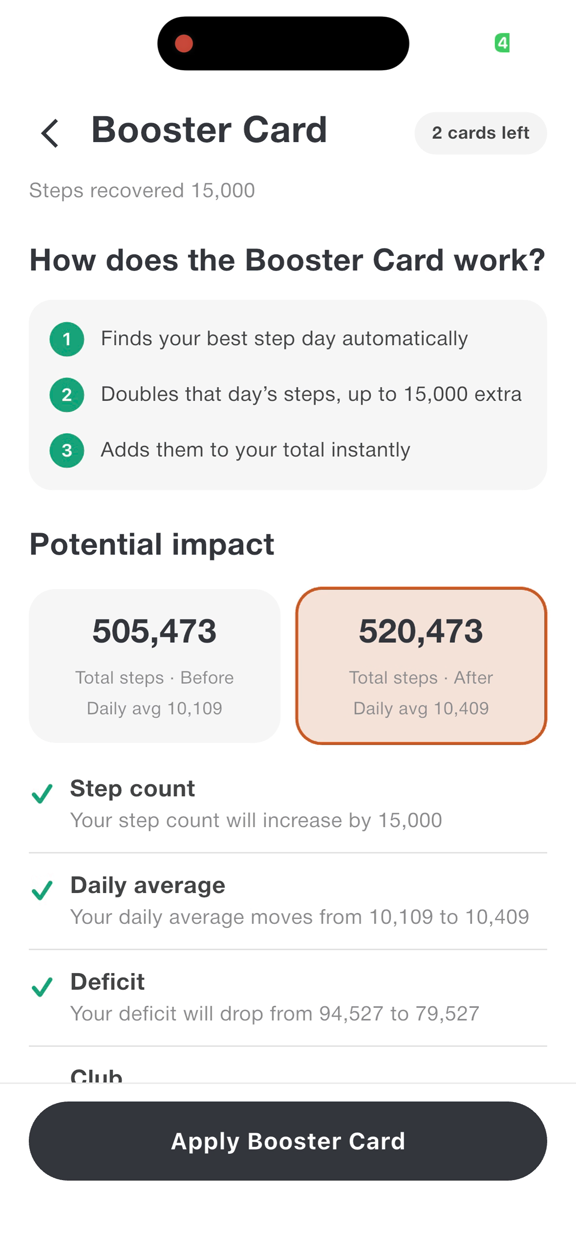 4
Booster Card
2 cards left
Steps recovered 15,000
How does the Booster Card work?
1 Finds your best step day automatically
2 Doubles that day’s steps, up to 15,000 extra
3 Adds them to your total instantly
Potential impact
505,473
Total steps · Before
Daily avg 10,109
520,473
Total steps · After
Daily avg 10,409
Step count
Your step count will increase by 15,000
Daily average
Your daily average moves from 10,109 to 10,409
Deficit
Your deficit will drop from 94,527 to 79,527
Club
Apply Booster Card